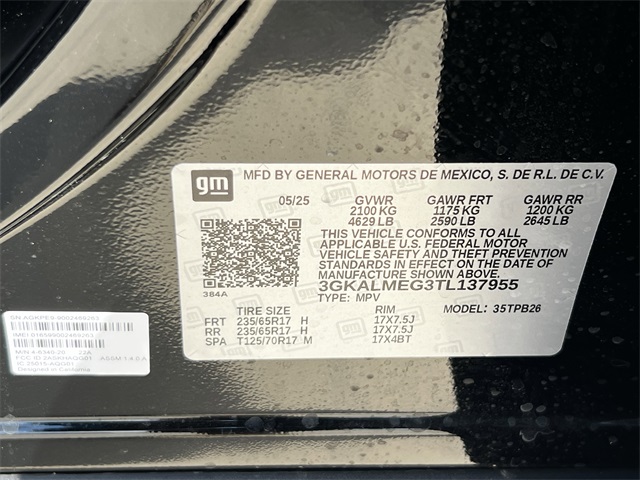 gm
MFD BY GENERAL MOTORS DE MEXICO, S. DE R.L. DE C.V.
05/25 GVWR GAWR FRT GAWR RR
2100 KG 1175 KG 1200 KG
4629 LB 2590 LB 2645 LB
THIS VEHICLE CONFORMS TO ALL
APPLICABLE U.S. FEDERAL MOTOR
VEHICLE SAFETY AND THEFT PREVENTION
STANDARDS IN EFFECT ON THE DATE
OF MANUFACTURE SHOWN ABOVE.
3GKALMEG3TL137955
384A
TYPE: MPV MODEL: 35TPB26
TIRE SIZE RIM
FRT 235/65R17 H 17X7.5J
RR 235/65R17 H 17X7.5J
SPA T125/70R17 M 17X4BT
Designed in California